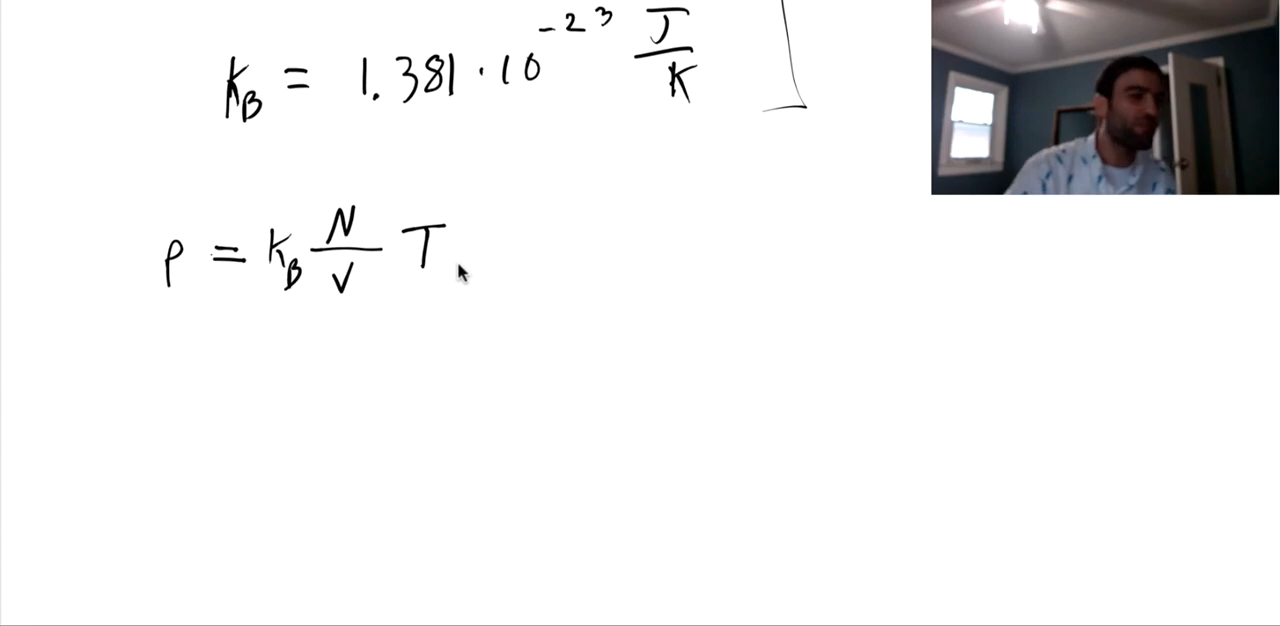 k_B = 1.381 · 10^{-23} J/K ]
P = k_B N/V T